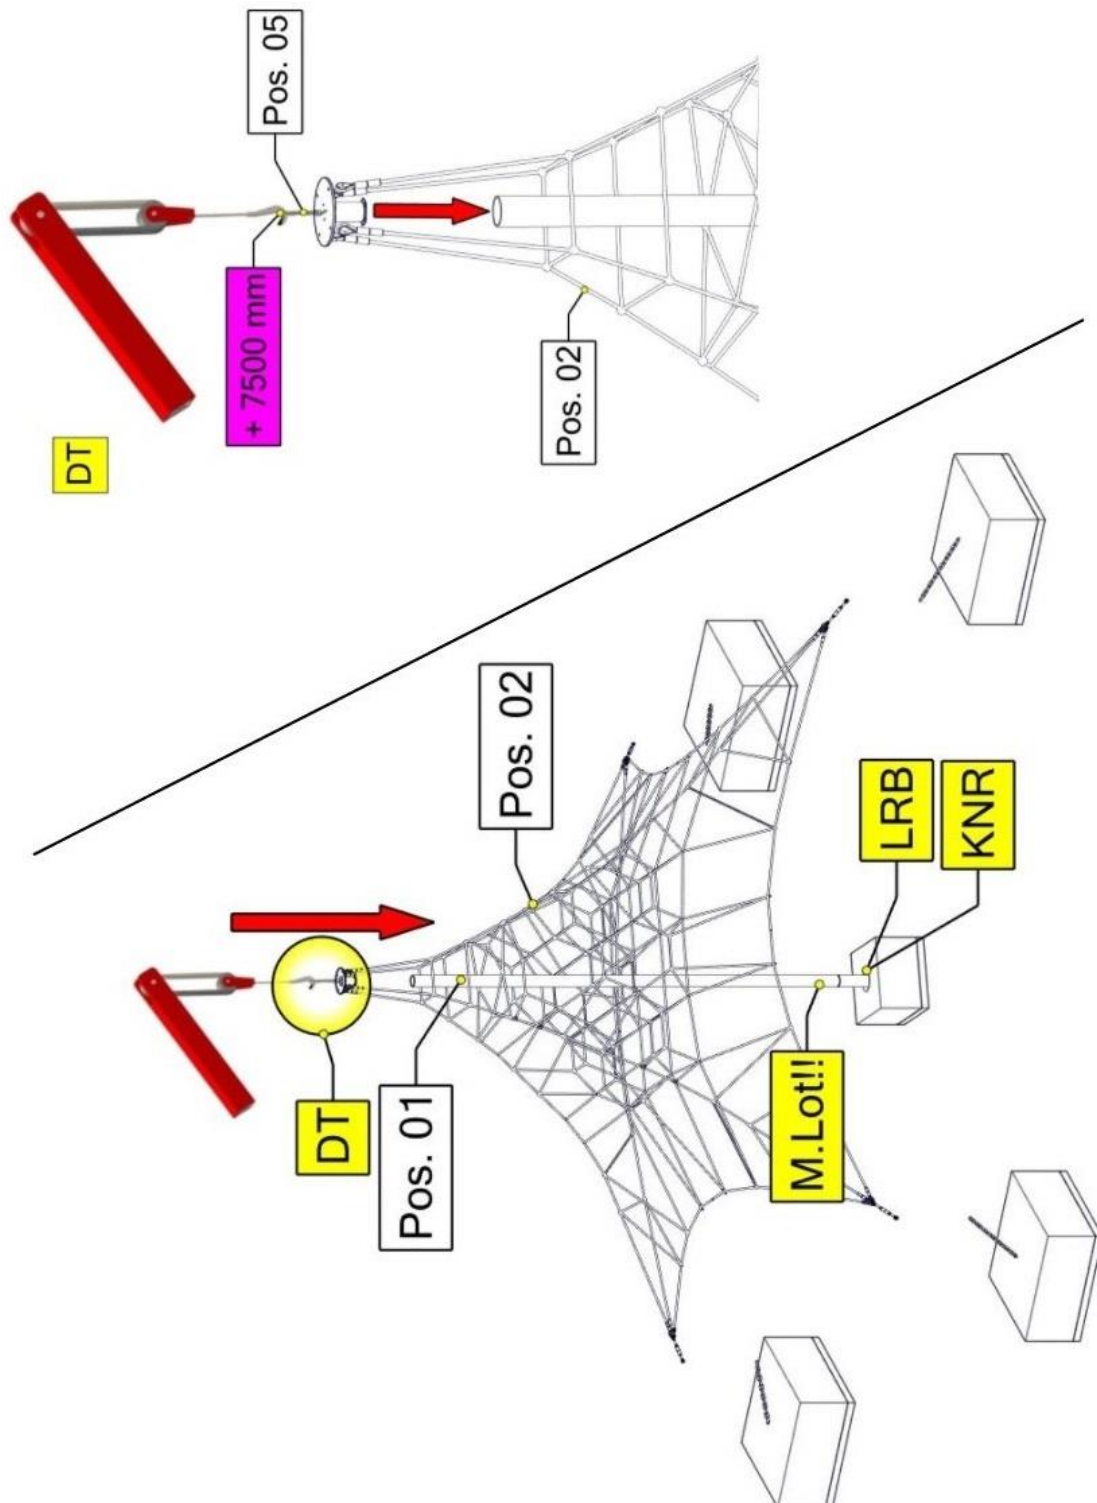 DT
Pos. 05
+ 7500 mm
Pos. 02
Pos. 02
DT
Pos. 01
LRB
KNR
M.Lot!!